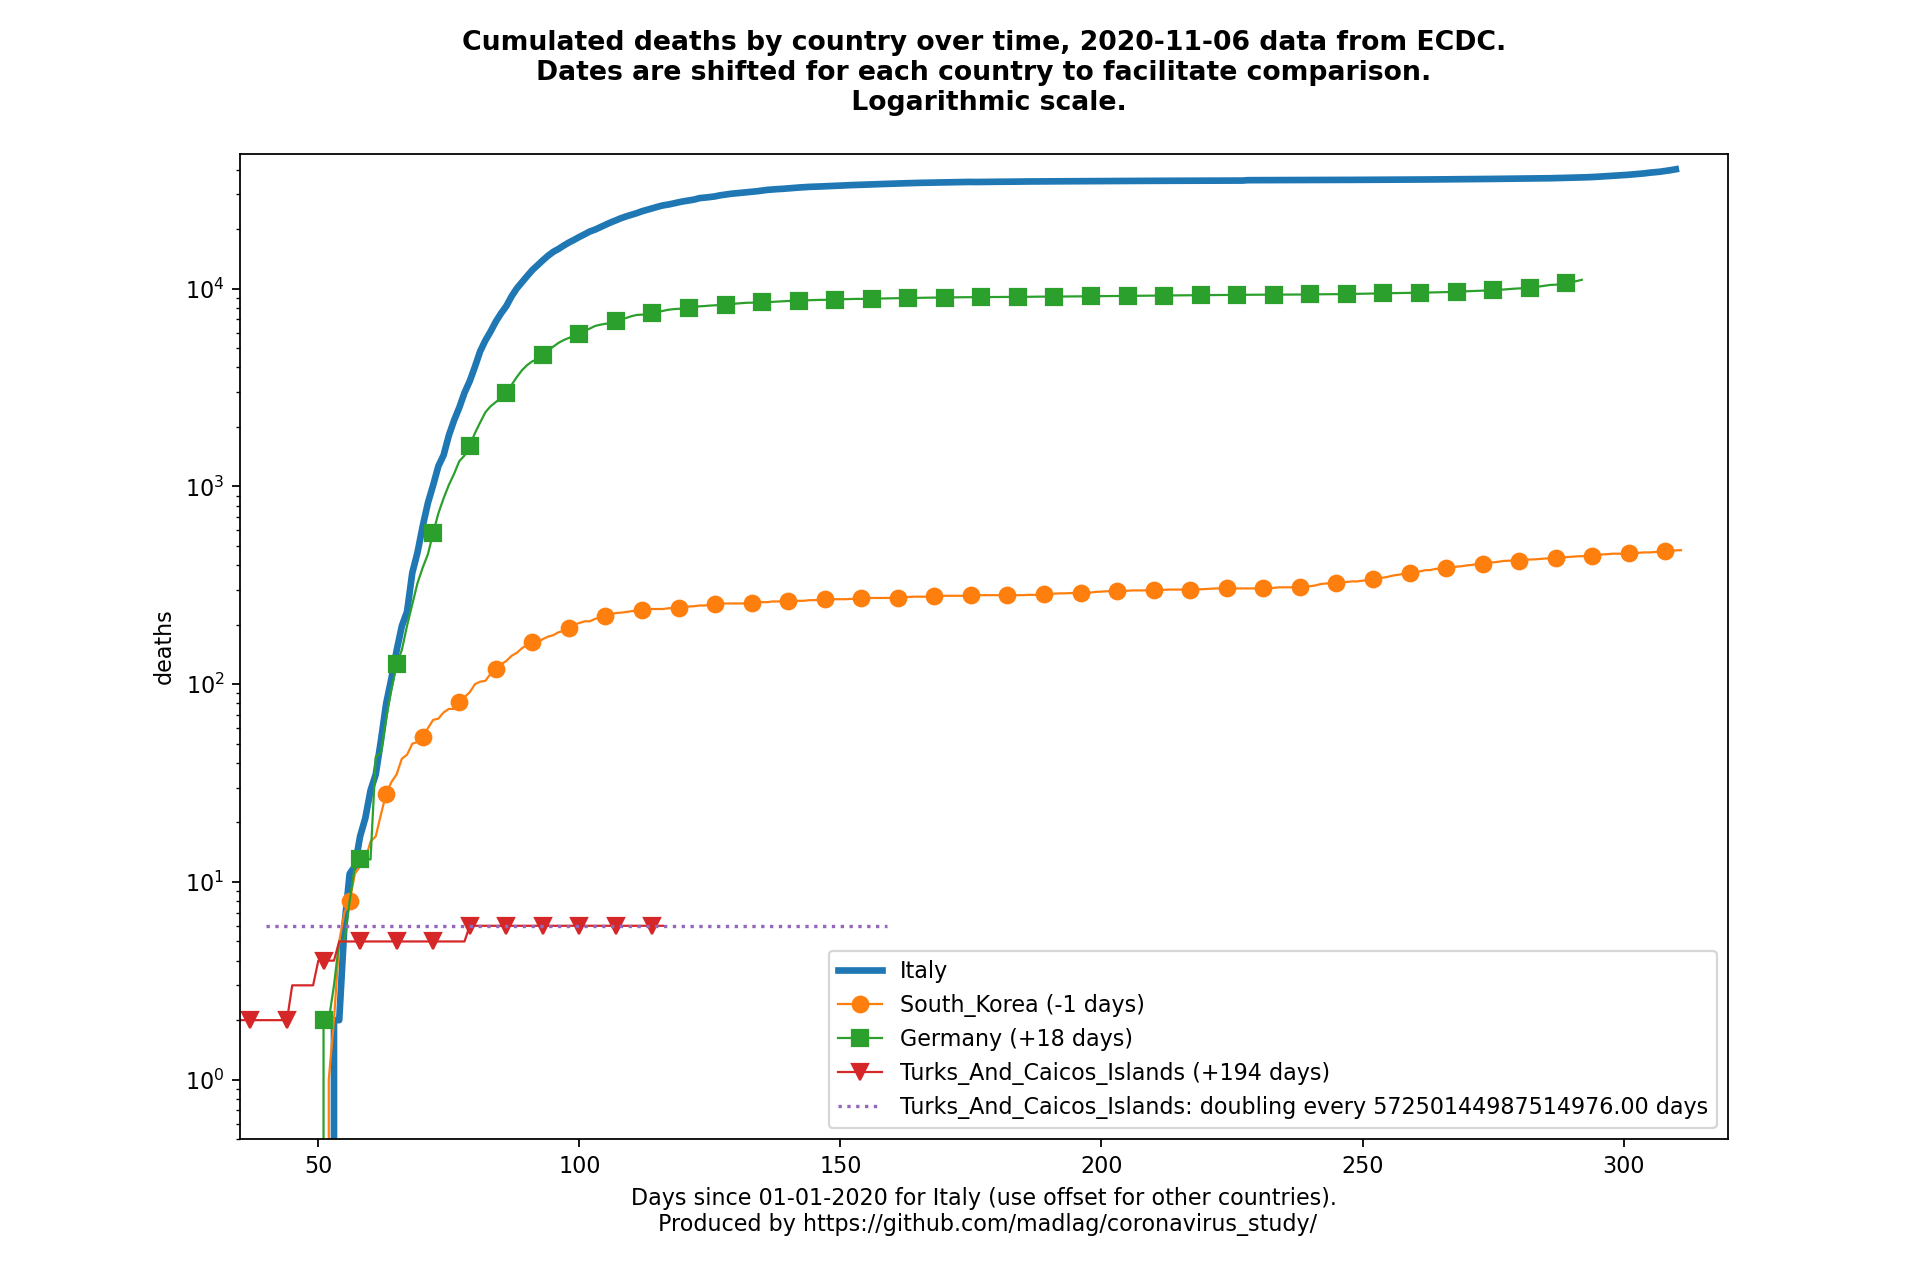 Cumulated deaths by country over time, 2020-11-06 data from ECDC.
Dates are shifted for each country to facilitate comparison.
Logarithmic scale.
deaths
10⁴
10³
10²
10¹
10⁰
Italy
South_Korea (-1 days)
Germany (+18 days)
Turks_And_Caicos_Islands (+194 days)
Turks_And_Caicos_Islands: doubling every 57250144987514976.00 days
50 100 150 200 250 300
Days since 01-01-2020 for Italy (use offset for other countries).
Produced by https://github.com/madlag/coronavirus_study/